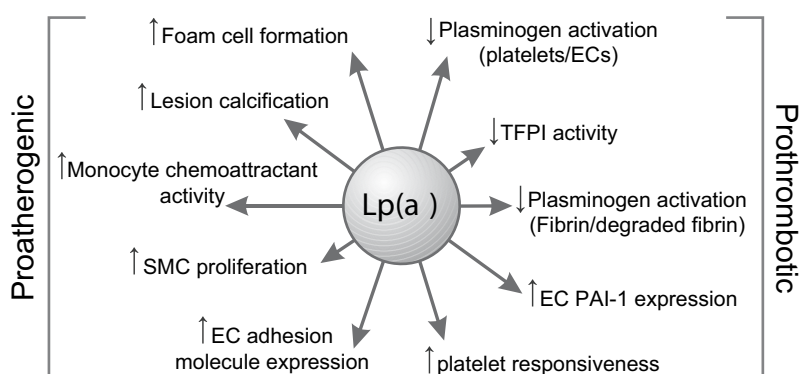 Proatherogenic
↑Foam cell formation
↑Lesion calcification
↑Monocyte chemoattractant
activity
↑SMC proliferation
↑EC adhesion
molecule expression
Lp(a )
↓Plasminogen activation
(platelets/ECs)
↓TFPI activity
↓Plasminogen activation
(Fibrin/degraded fibrin)
↑EC PAI-1 expression
↑platelet responsiveness
Prothrombotic